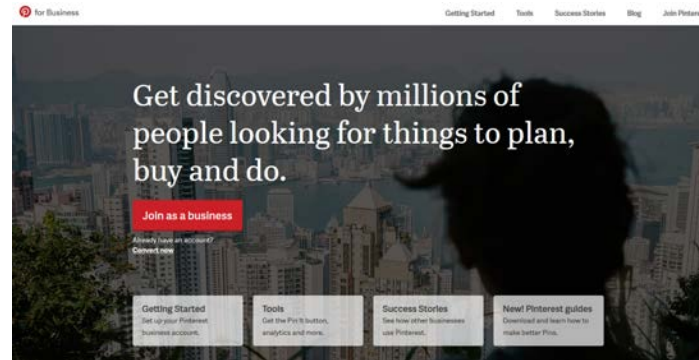 for Business
Getting Started Tools Success Stories Blog Join Pinter
Get discovered by millions of
people looking for things to plan,
buy and do.
Join as a business
Already have an account?
Convert now
Getting Started
Set up your Pinterest
business account.
Tools
Get the Pin It button,
analytics and more.
Success Stories
See how other businesses
use Pinterest.
New! Pinterest guides
Download and learn how to
make better Pins.